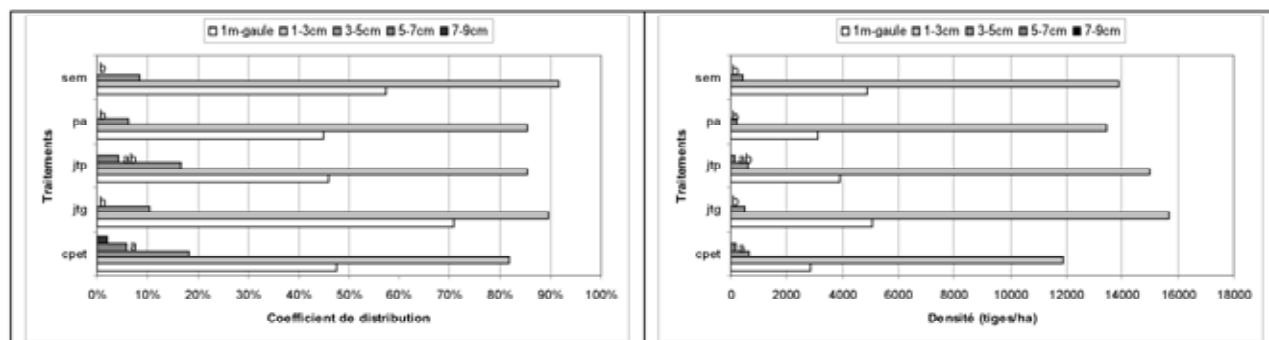 1m-gaule 1-3cm 3-5cm 5-7cm 7-9cm
Traitements
sem b
pa b
jtp ab
jtg b
cpet a
0% 10% 20% 30% 40% 50% 60% 70% 80% 90% 100%
Coefficient de distribution
1m-gaule 1-3cm 3-5cm 5-7cm 7-9cm
Traitements
sem b
pa b
jtp ab
jtg b
cpet a
0 2000 4000 6000 8000 10000 12000 14000 16000 18000
Densité (tiges/ha)